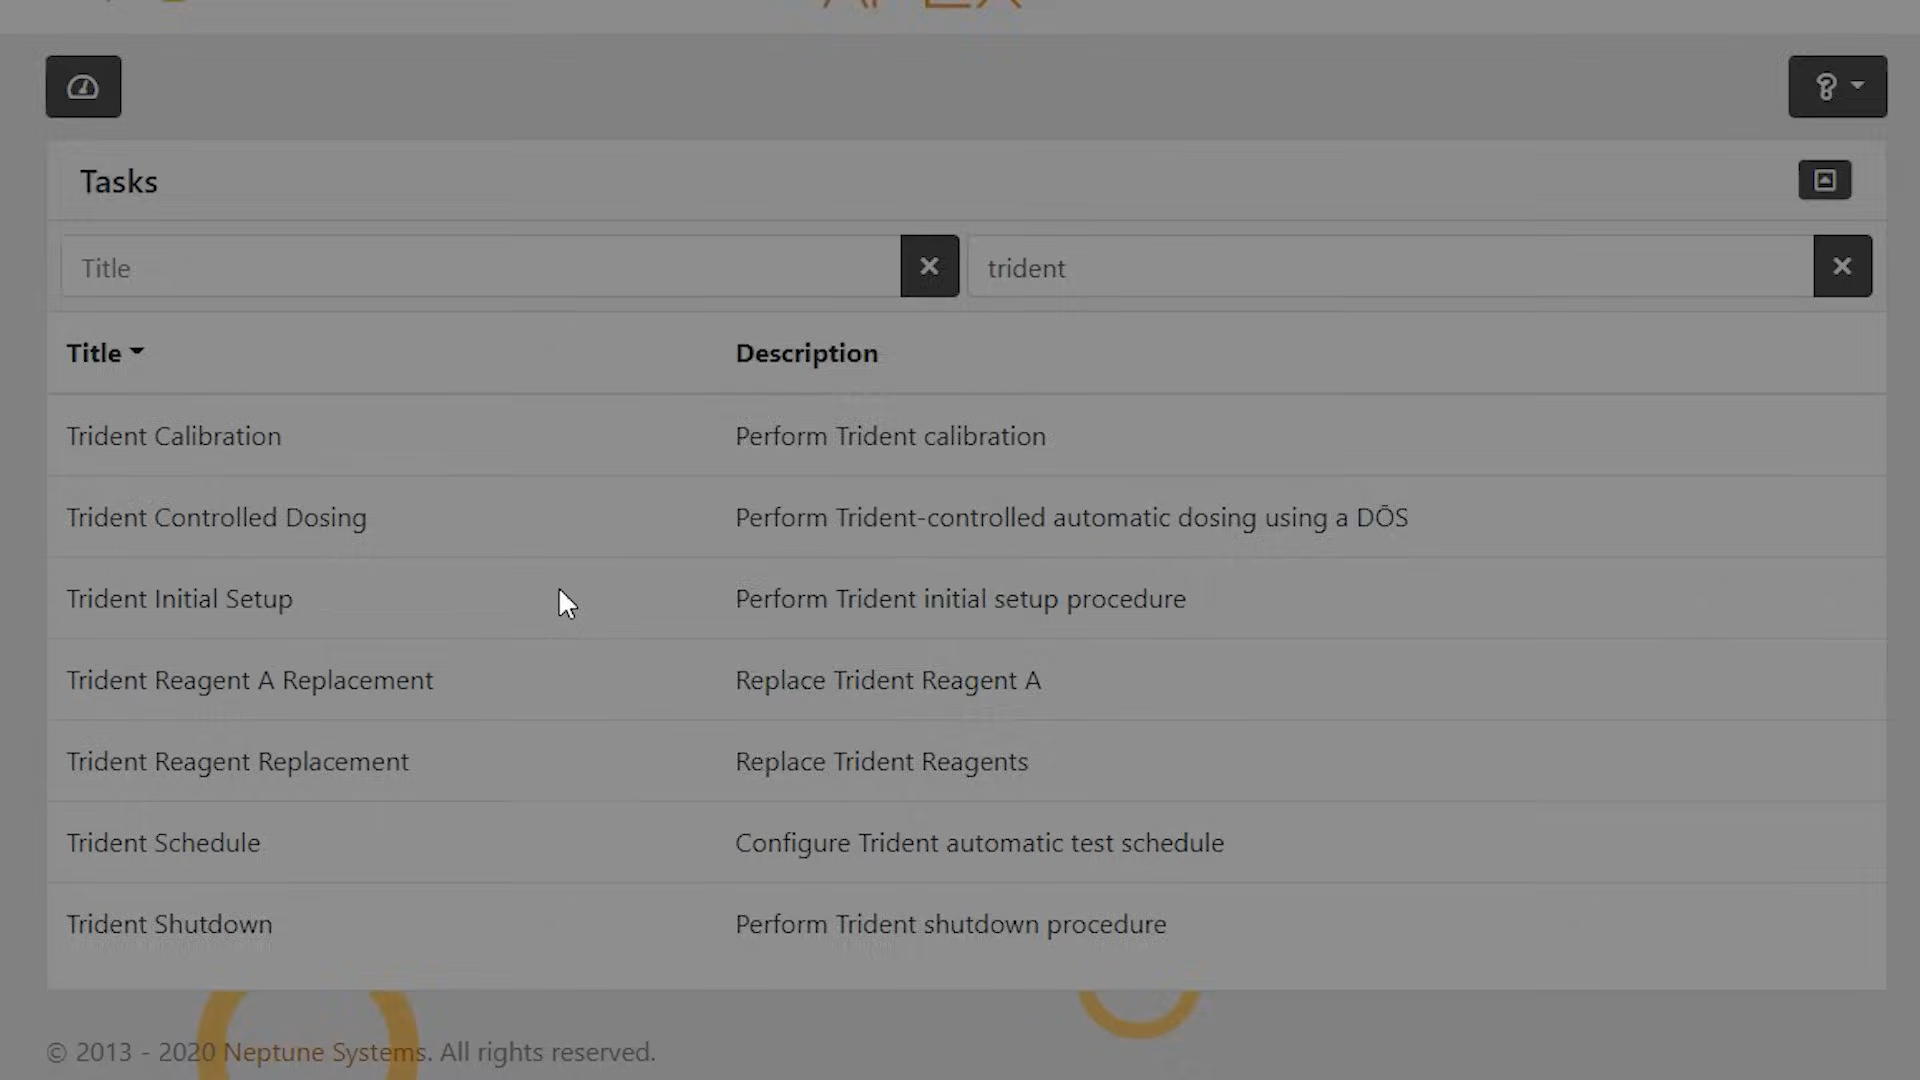 Tasks
Title trident
Title Description
Trident Calibration Perform Trident calibration
Trident Controlled Dosing Perform Trident-controlled automatic dosing using a DŌS
Trident Initial Setup Perform Trident initial setup procedure
Trident Reagent A Replacement Replace Trident Reagent A
Trident Reagent Replacement Replace Trident Reagents
Trident Schedule Configure Trident automatic test schedule
Trident Shutdown Perform Trident shutdown procedure
© 2013 - 2020 Neptune Systems. All rights reserved.